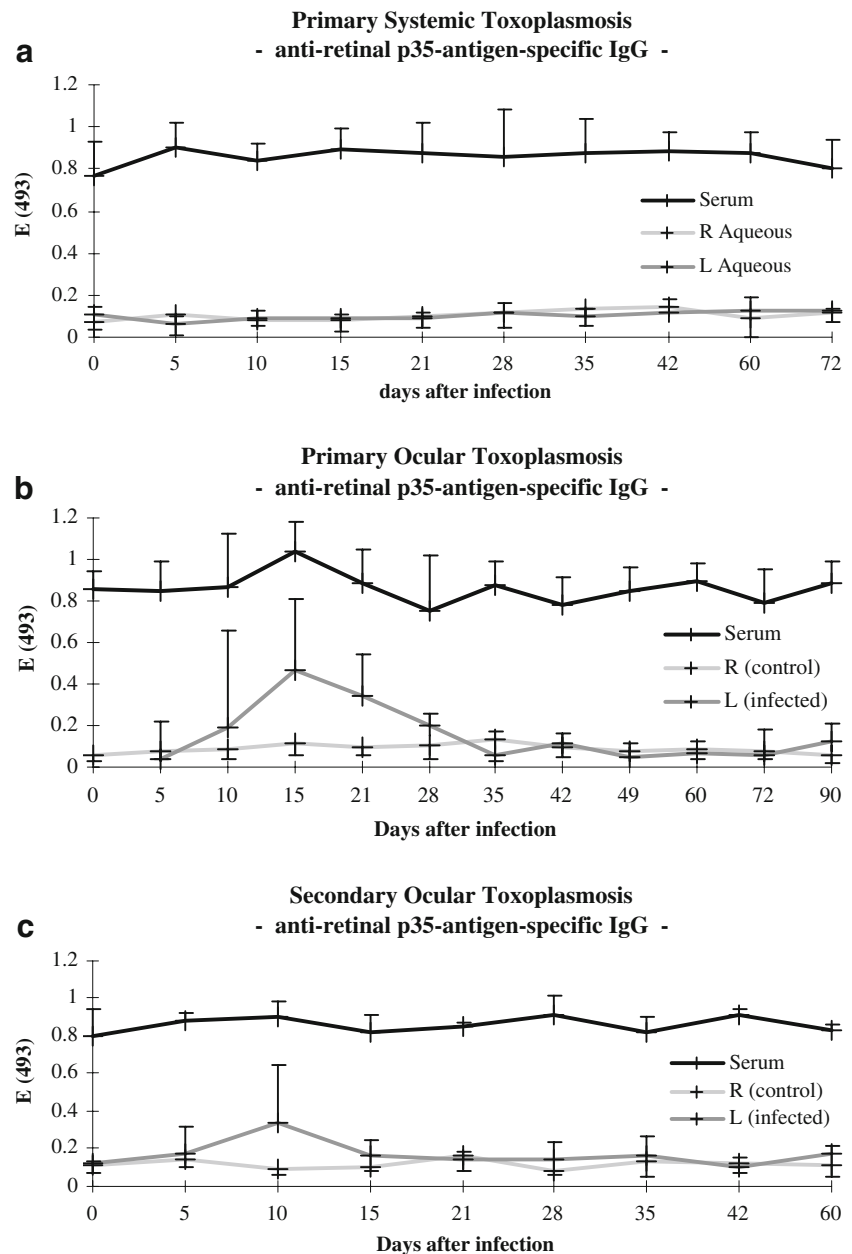 Primary Systemic Toxoplasmosis
a
- anti-retinal p35-antigen-specific IgG -
1.2
1
0.8
0.6
0.4
0.2
0
E (493)
Serum
R Aqueous
L Aqueous
0 5 10 15 21 28 35 42 60 72
days after infection
Primary Ocular Toxoplasmosis
b
- anti-retinal p35-antigen-specific IgG -
1.2
1
0.8
0.6
0.4
0.2
0
E (493)
Serum
R (control)
L (infected)
0 5 10 15 21 28 35 42 49 60 72 90
Days after infection
Secondary Ocular Toxoplasmosis
c
- anti-retinal p35-antigen-specific IgG -
1.2
1
0.8
0.6
0.4
0.2
0
E (493)
Serum
R (control)
L (infected)
0 5 10 15 21 28 35 42 60
Days after infection